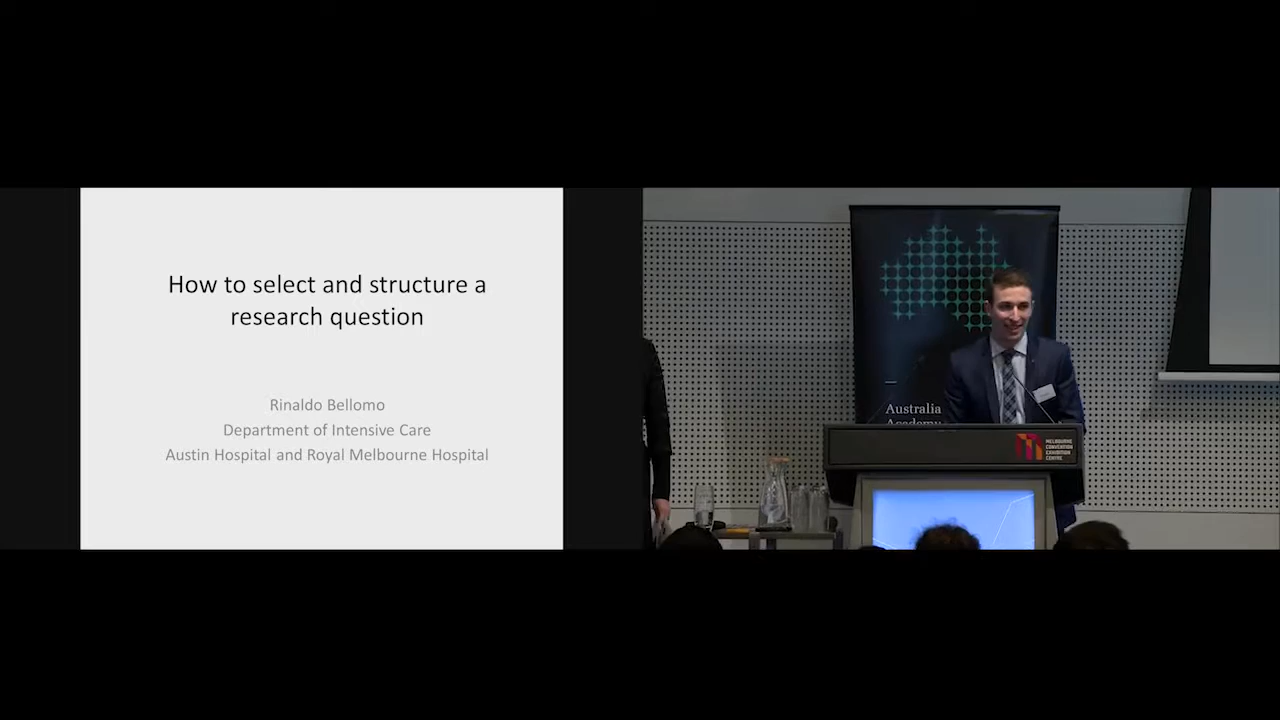 How to select and structure a
research question
Rinaldo Bellomo
Department of Intensive Care
Austin Hospital and Royal Melbourne Hospital
Australia
Academy
MELBOURNE
CONVENTION
EXHIBITION
CENTRE